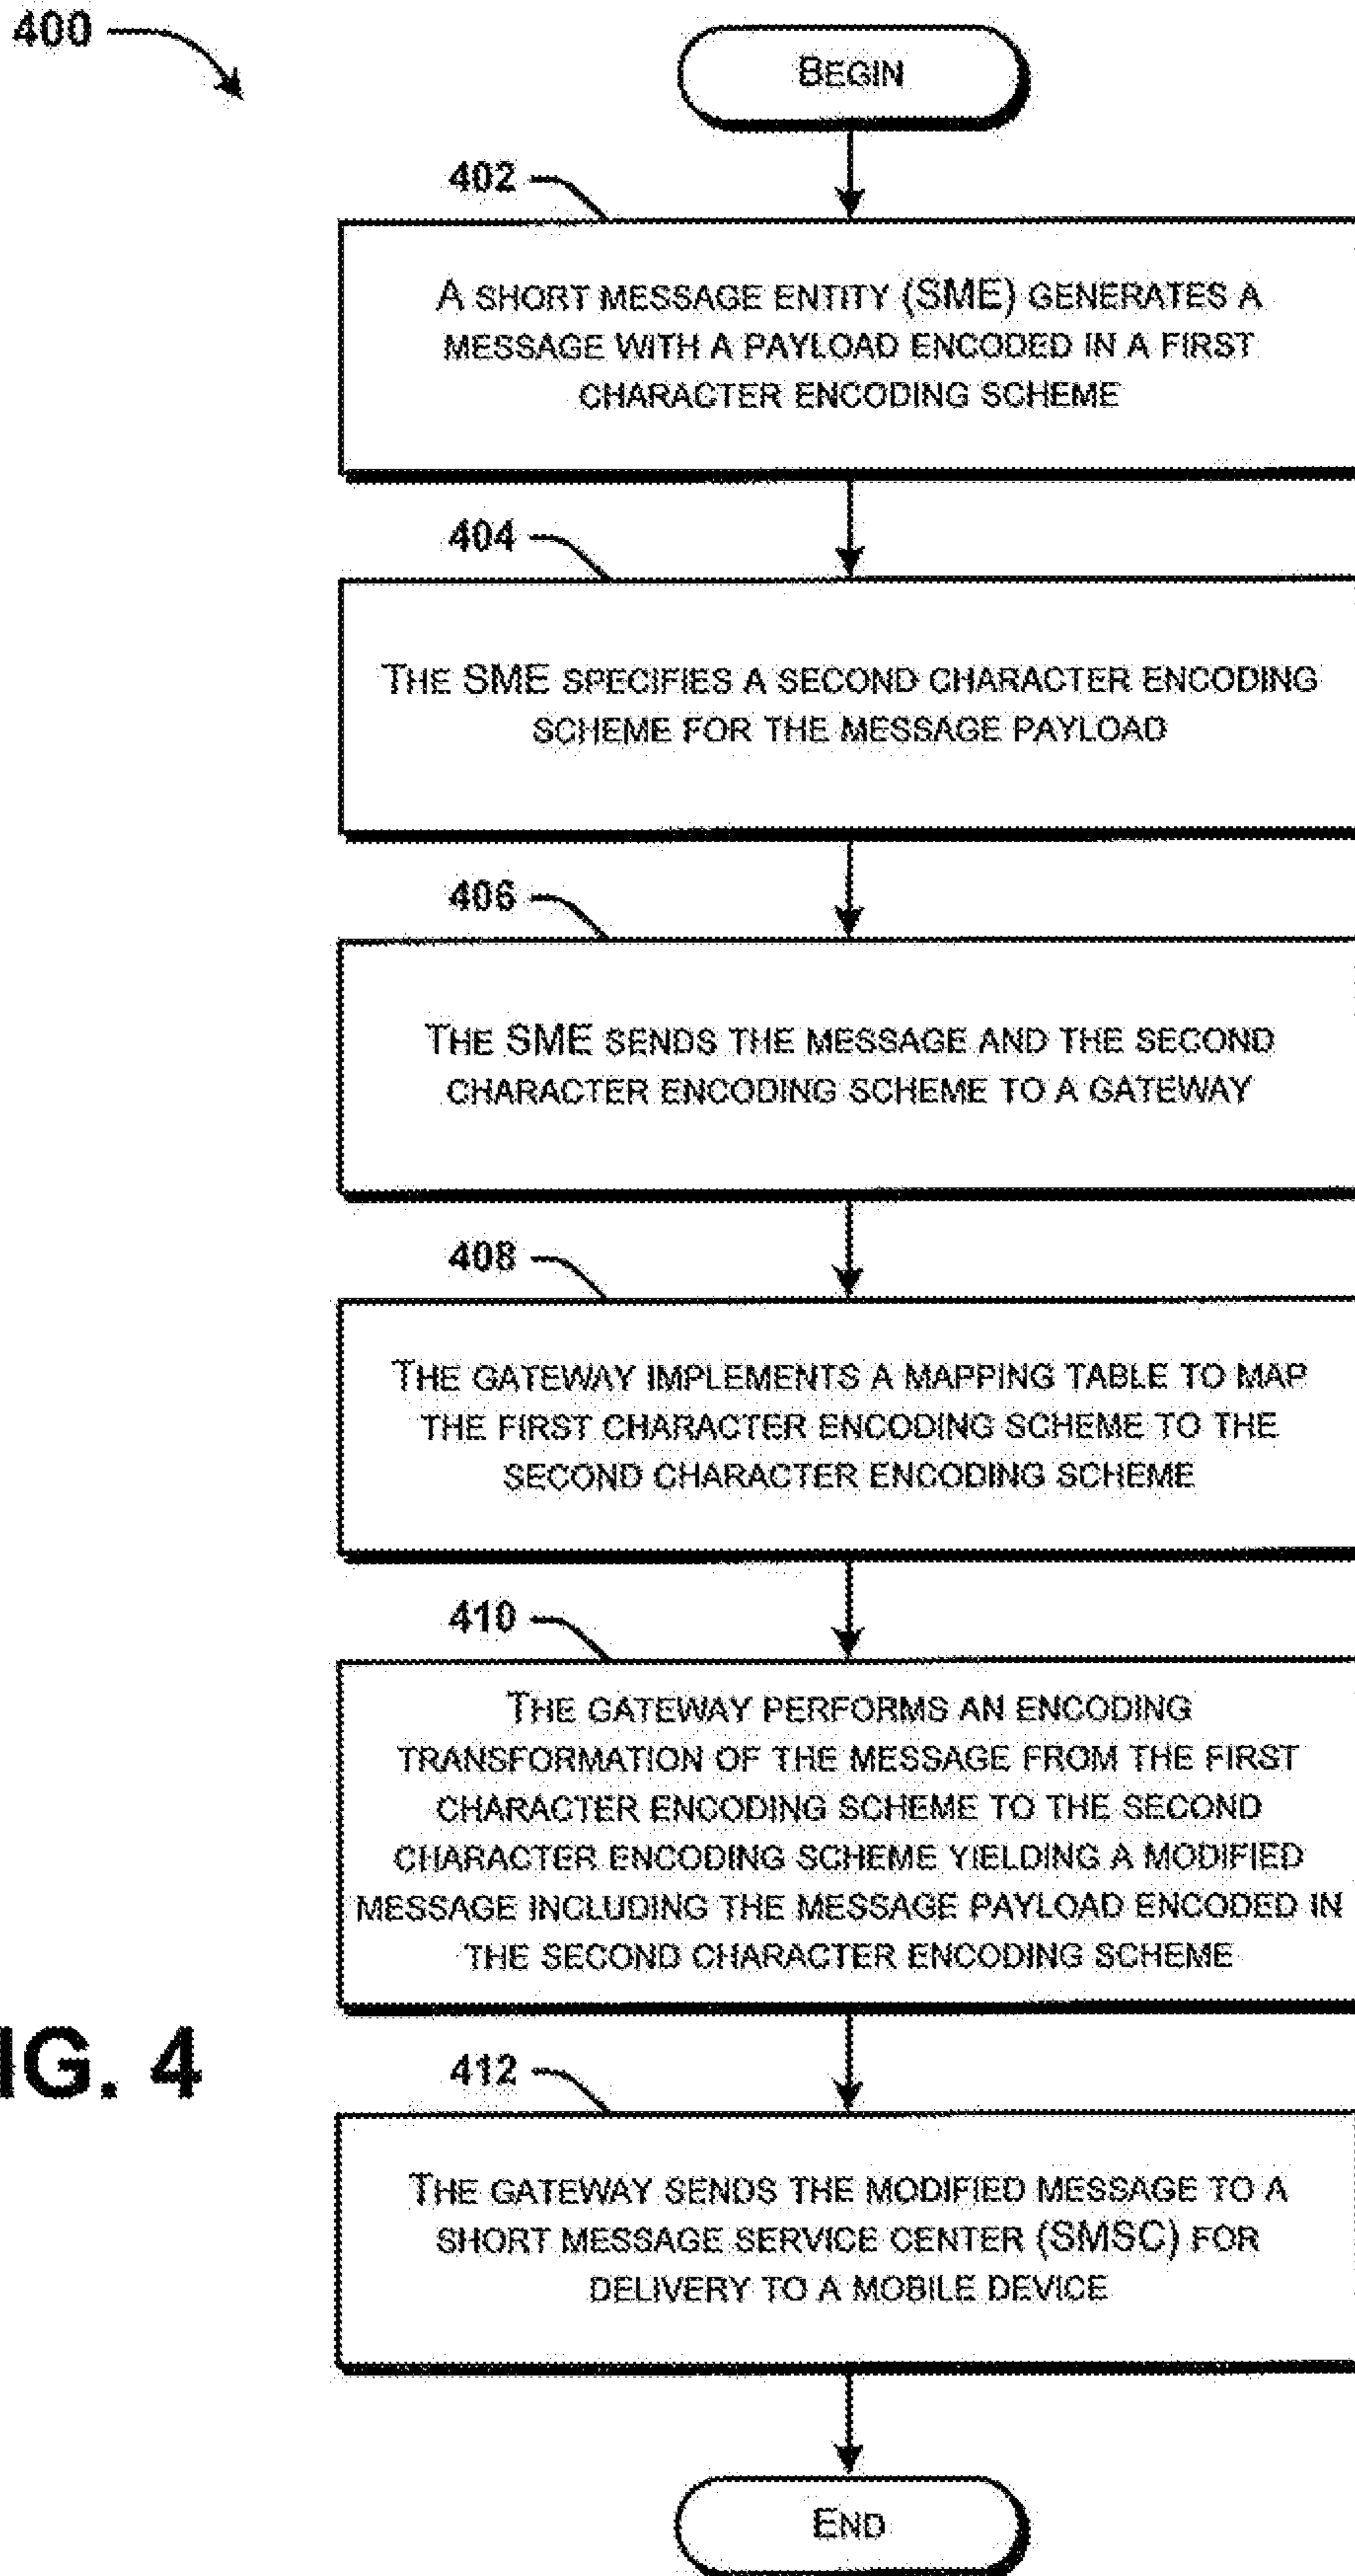 400
BEGIN
402
A SHORT MESSAGE ENTITY (SME) GENERATES A
MESSAGE WITH A PAYLOAD ENCODED IN A FIRST
CHARACTER ENCODING SCHEME
404
THE SME SPECIFIES A SECOND CHARACTER ENCODING
SCHEME FOR THE MESSAGE PAYLOAD
406
THE SME SENDS THE MESSAGE AND THE SECOND
CHARACTER ENCODING SCHEME TO A GATEWAY
408
THE GATEWAY IMPLEMENTS A MAPPING TABLE TO MAP
THE FIRST CHARACTER ENCODING SCHEME TO THE
SECOND CHARACTER ENCODING SCHEME
410
THE GATEWAY PERFORMS AN ENCODING
TRANSFORMATION OF THE MESSAGE FROM THE FIRST
CHARACTER ENCODING SCHEME TO THE SECOND
CHARACTER ENCODING SCHEME YIELDING A MODIFIED
MESSAGE INCLUDING THE MESSAGE PAYLOAD ENCODED IN
THE SECOND CHARACTER ENCODING SCHEME
IG. 4
412
THE GATEWAY SENDS THE MODIFIED MESSAGE TO A
SHORT MESSAGE SERVICE CENTER (SMSC) FOR
DELIVERY TO A MOBILE DEVICE
END